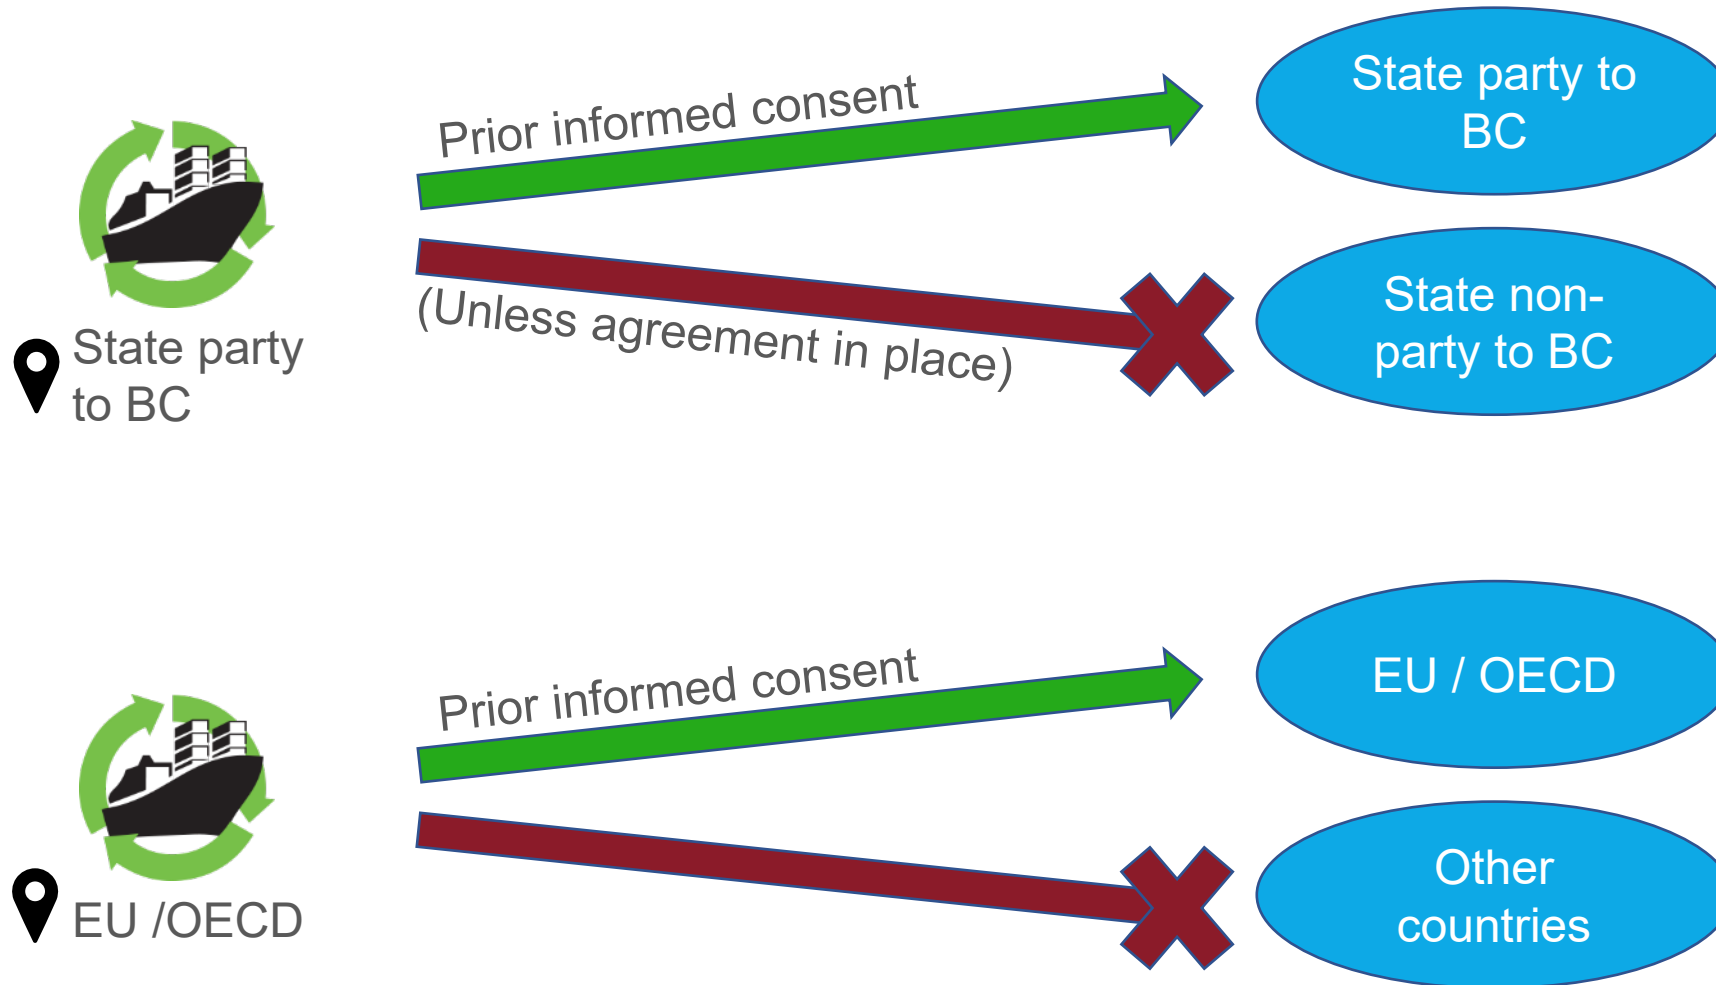 Prior informed consent
State party to
BC
State party
to BC
(Unless agreement in place)
State non-
party to BC
Prior informed consent
EU / OECD
EU /OECD
Other
countries